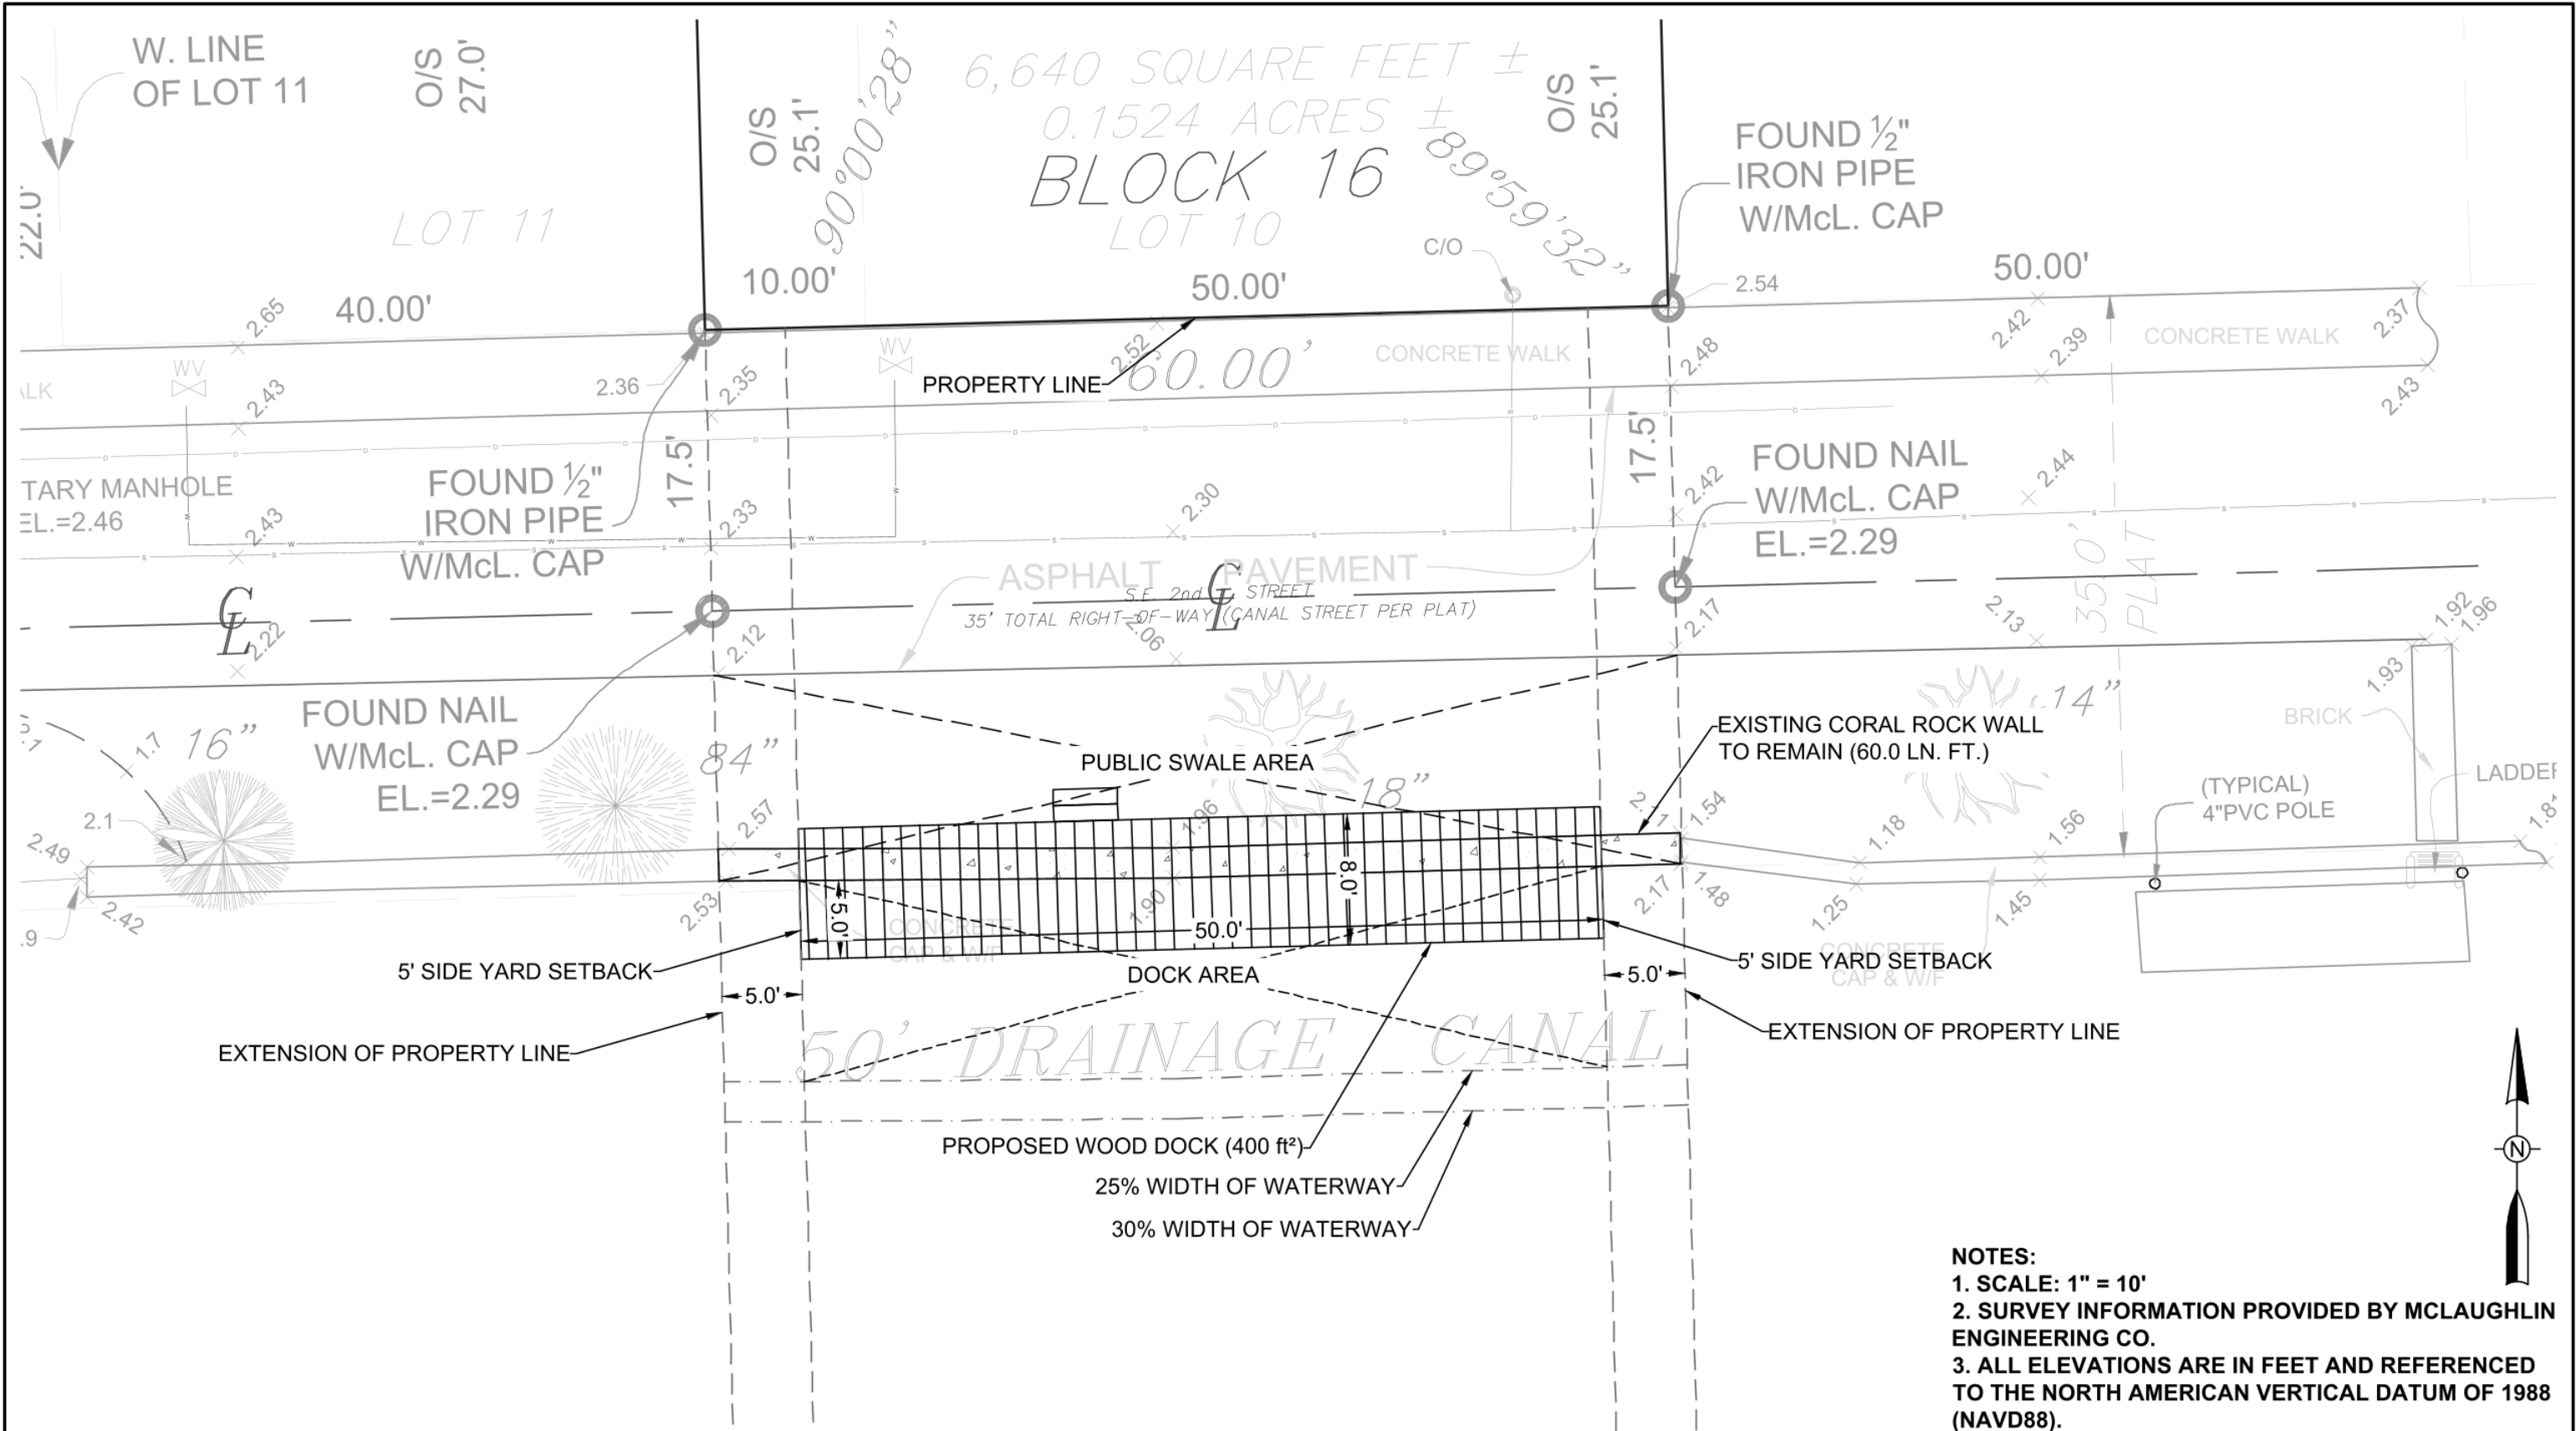 W. LINE
OF LOT 11
O/S
27.0'
O/S
25.1'
90°00'28"
6,640 SQUARE FEET ±
0.1524 ACRES ±
BLOCK 16
LOT 10
89°59'32"
O/S
25.1'
FOUND ½"
IRON PIPE
W/McL. CAP
22.0'
LOT 11
C/O
10.00'
50.00'
50.00'
40.00'
2.65
2.54
2.42
2.39
2.37
CONCRETE WALK
WV
WV
2.52
60.00'
CONCRETE WALK
2.48
PROPERTY LINE
2.36
2.35
2.43
2.43
17.5'
17.5'
TARY MANHOLE
EL.=2.46
FOUND ½"
IRON PIPE
W/McL. CAP
2.43
2.33
2.30
2.42
FOUND NAIL
W/McL. CAP
EL.=2.29
2.44
ASPHALT PAVEMENT
S.E. 2nd STREET
35' TOTAL RIGHT-OF-WAY (CANAL STREET PER PLAT)
35.0'
PLAT
2.22
2.12
2.06
2.17
2.13
1.92
1.96
1.93
FOUND NAIL
W/McL. CAP
EL.=2.29
16"
1.7
84"
18"
14"
BRICK
EXISTING CORAL ROCK WALL
TO REMAIN (60.0 LN. FT.)
PUBLIC SWALE AREA
LADDER
(TYPICAL)
4"PVC POLE
2.1
2.49
2.57
1.96
1.54
1.18
1.56
8.0'
5.0'
2.42
2.53
1.90
2.17
1.48
1.25
1.45
.9
CONCRETE
CAP & W/F
50.0'
CONCRETE
CAP & W/F
5' SIDE YARD SETBACK
DOCK AREA
5' SIDE YARD SETBACK
5.0'
5.0'
EXTENSION OF PROPERTY LINE
50' DRAINAGE CANAL
EXTENSION OF PROPERTY LINE
PROPOSED WOOD DOCK (400 ft²)
25% WIDTH OF WATERWAY
30% WIDTH OF WATERWAY
N
NOTES:
1. SCALE: 1" = 10'
2. SURVEY INFORMATION PROVIDED BY MCLAUGHLIN
ENGINEERING CO.
3. ALL ELEVATIONS ARE IN FEET AND REFERENCED
TO THE NORTH AMERICAN VERTICAL DATUM OF 1988
(NAVD88).